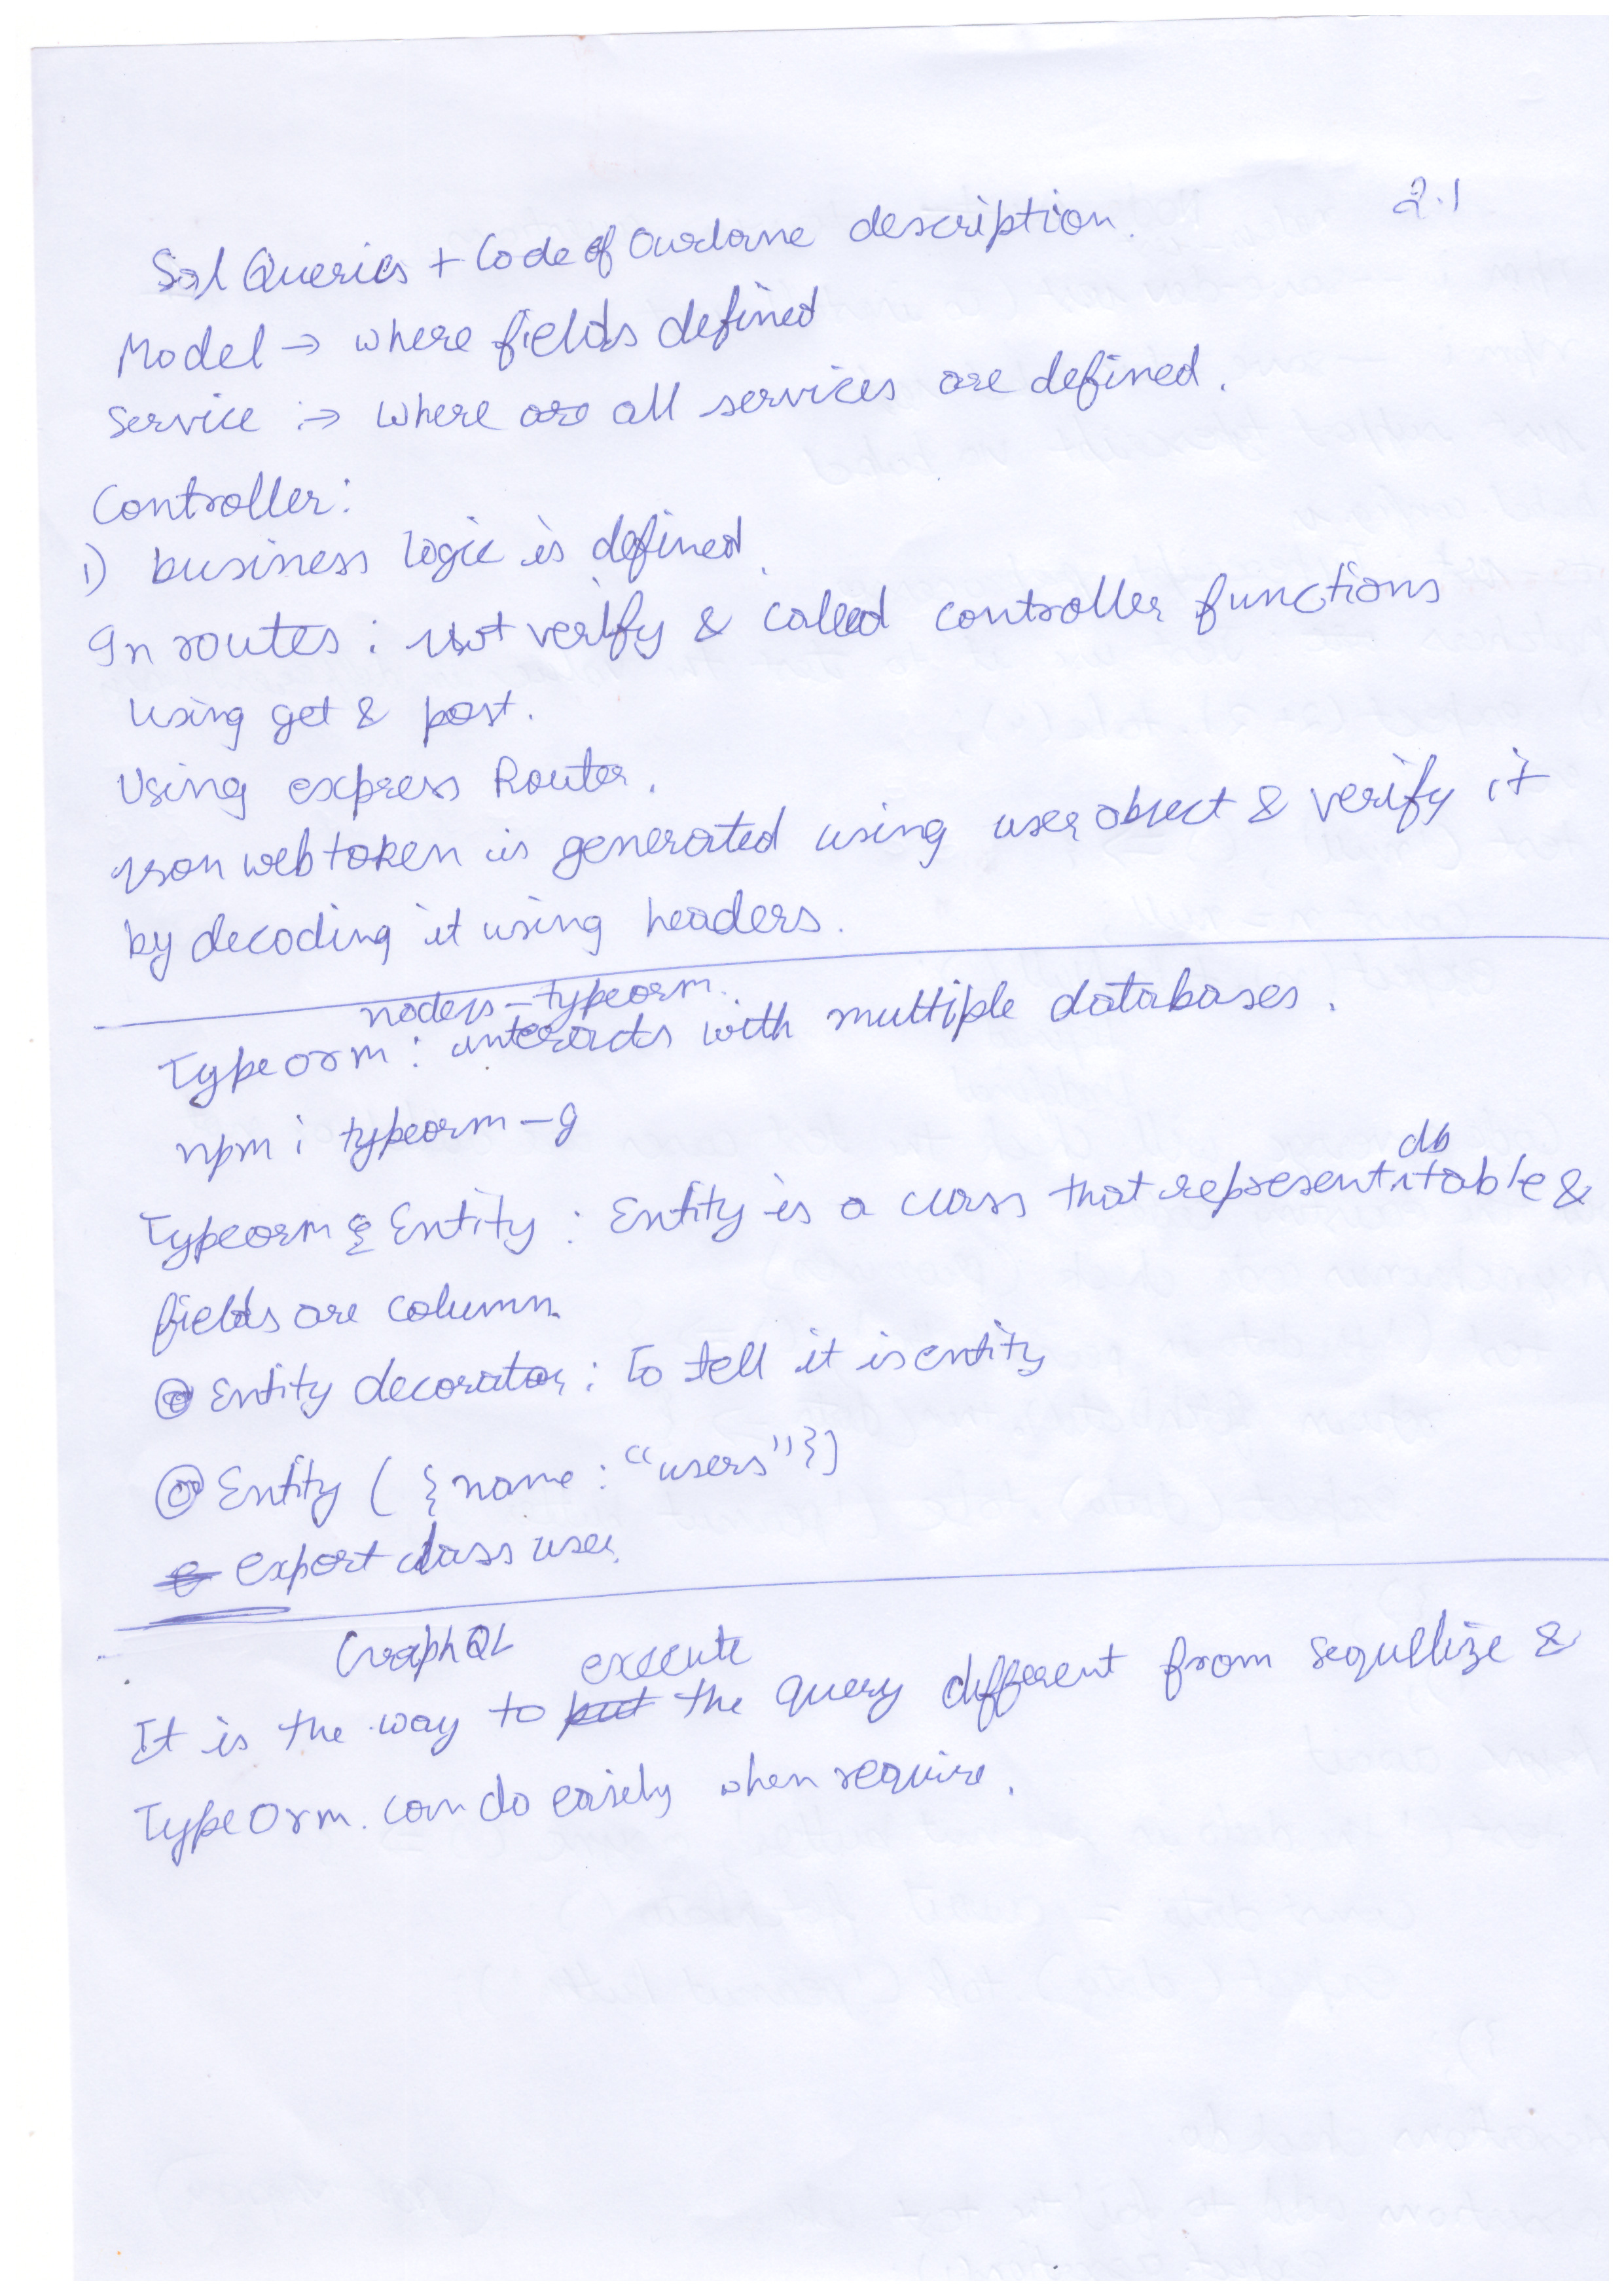 2.1
Sql Queries + Code of description.
Model → where fields defined
Service :→ where are all services are defined.
Controller:
1) business logic is defined.
In routes : verify & called controller functions
Using get & post.
Using express Router.
Json web token is generated using user object & verify it
by decoding it using headers.
nodejs-typeorm.
Typeorm : interacts with multiple databases.
npm i typeorm -g
Typeorm & Entity : Entity is a class that represent db table &
fields are column.
@ Entity decorator : To tell it is entity
@ Entity ( { name : "users" })
export class user
GraphQL
It is the way to execute the query different from sequllize &
TypeOrm. can do easily when require.